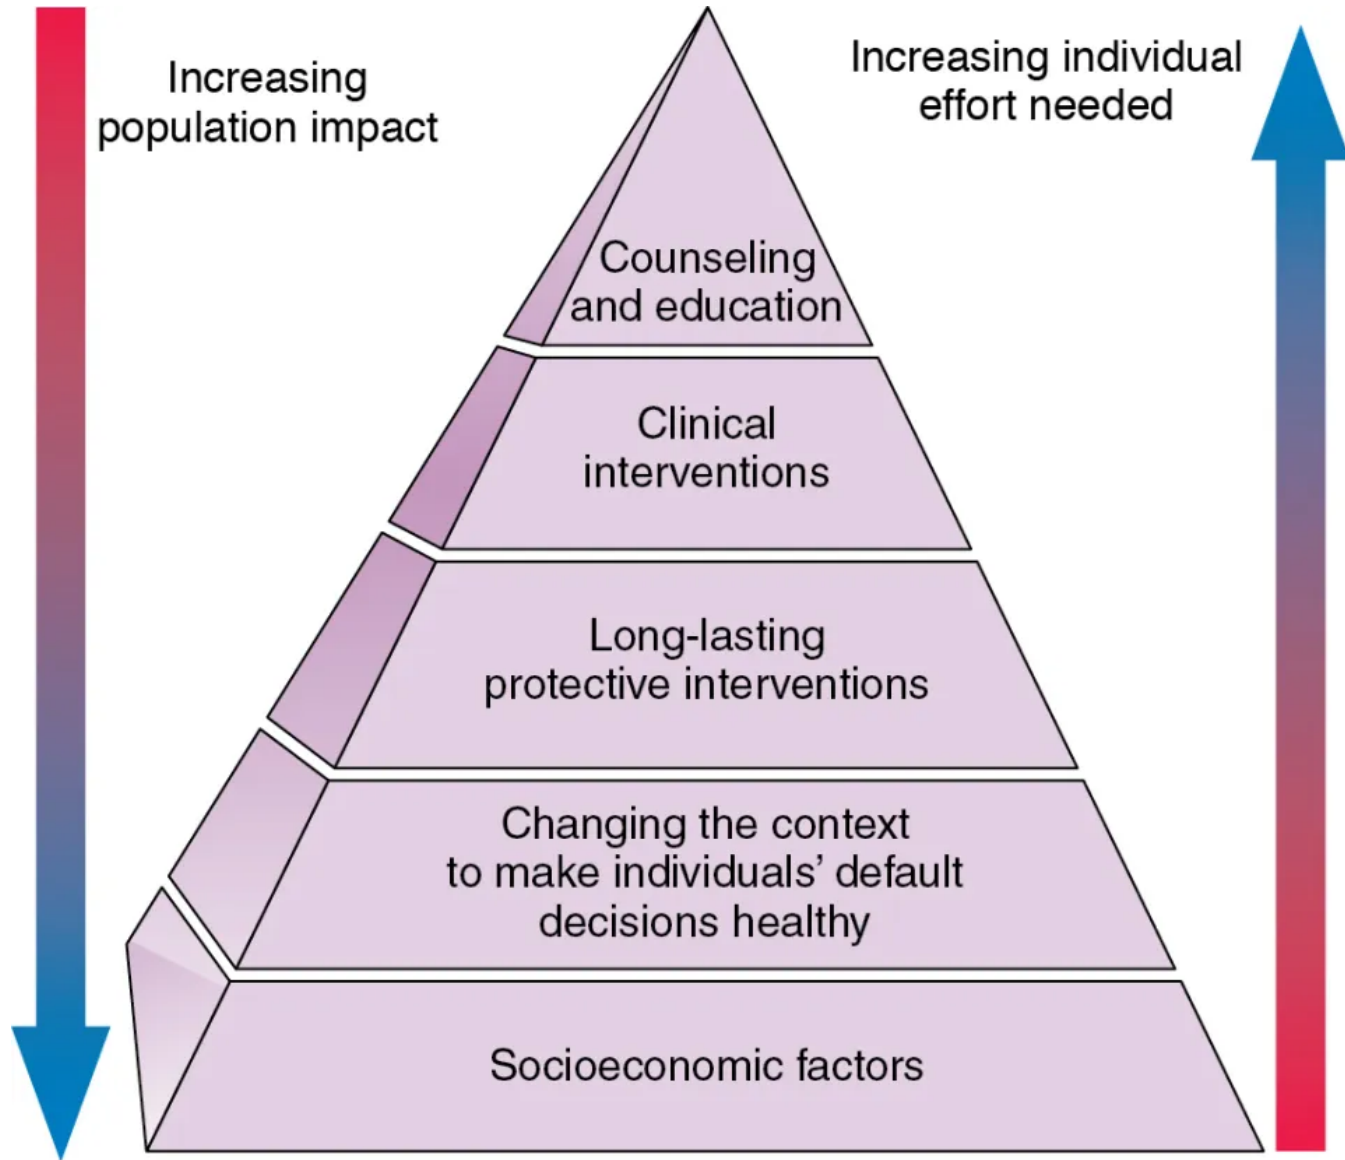 Increasing
population impact
Increasing individual
effort needed
Counseling
and education
Clinical
interventions
Long-lasting
protective interventions
Changing the context
to make individuals’ default
decisions healthy
Socioeconomic factors